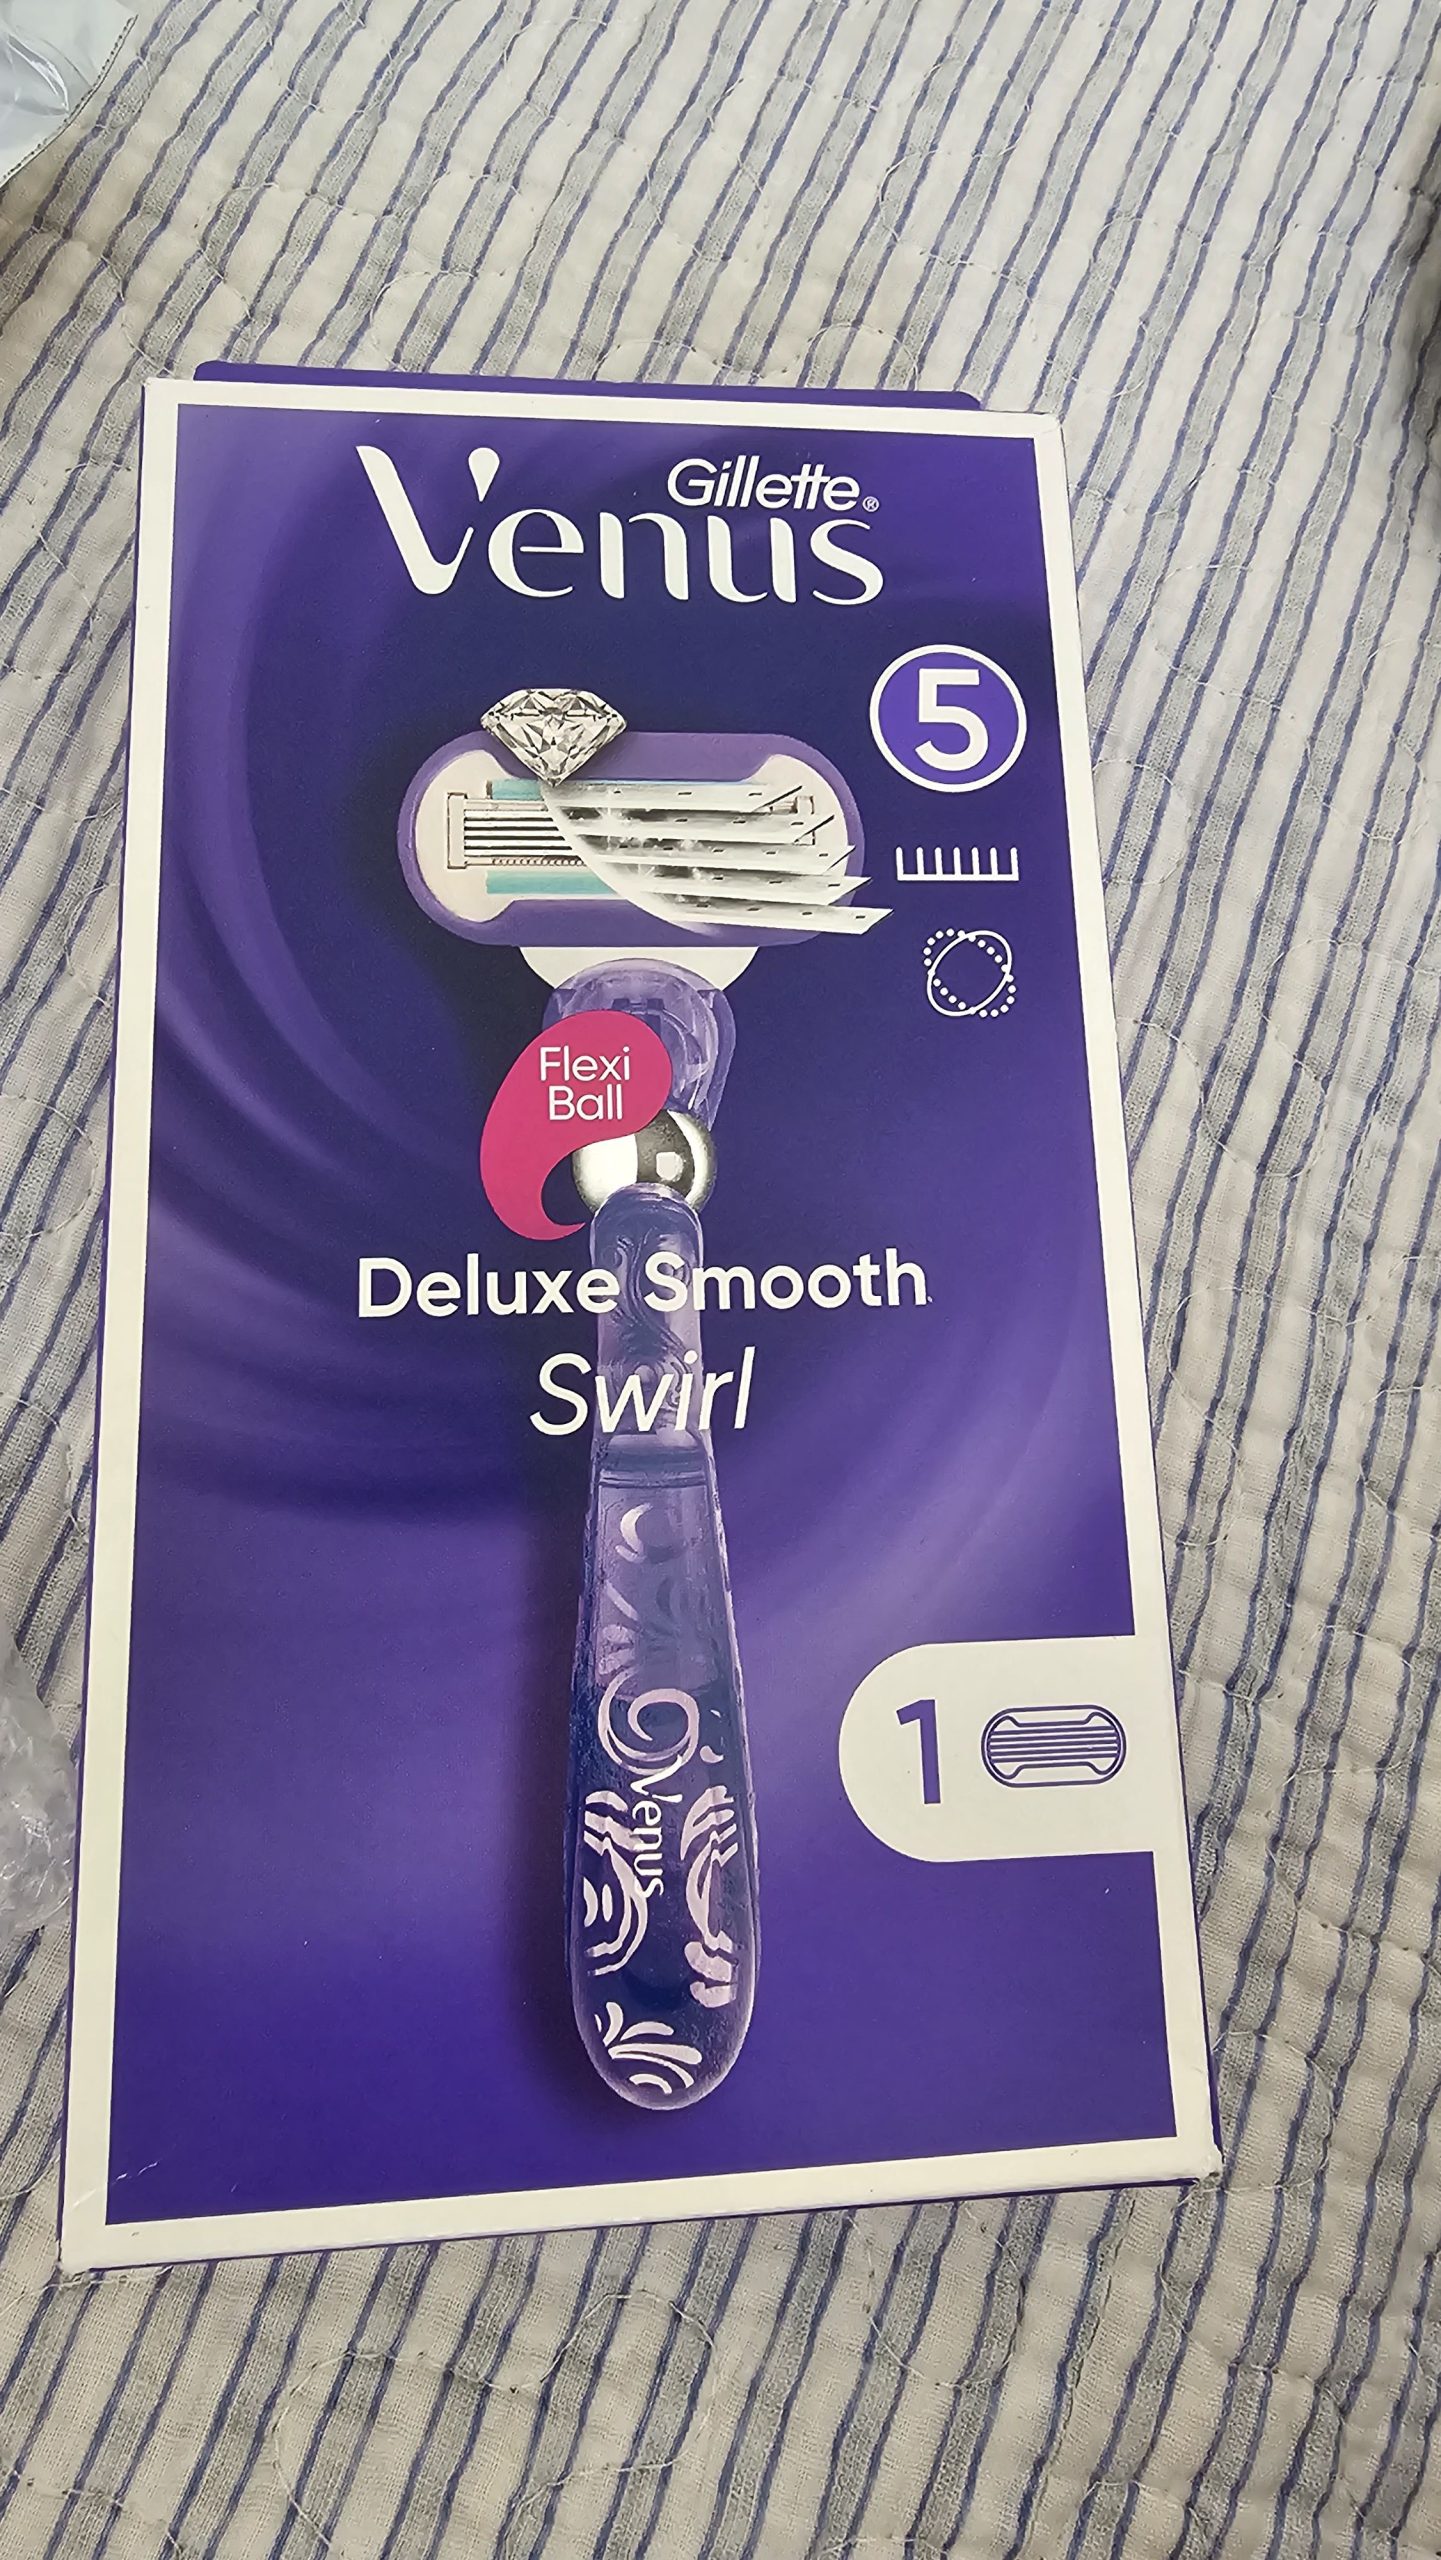 Gillette®
Venus
5
Flexi
Ball
Deluxe Smooth
Swirl
Venus
1